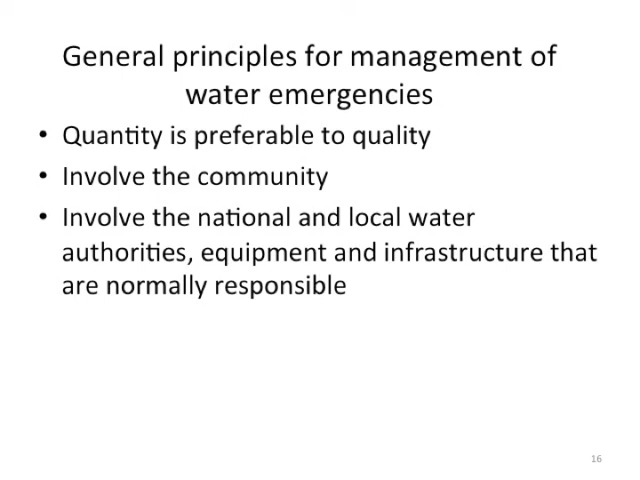 General principles for management of
water emergencies
• Quantity is preferable to quality
• Involve the community
• Involve the national and local water
authorities, equipment and infrastructure that
are normally responsible
16